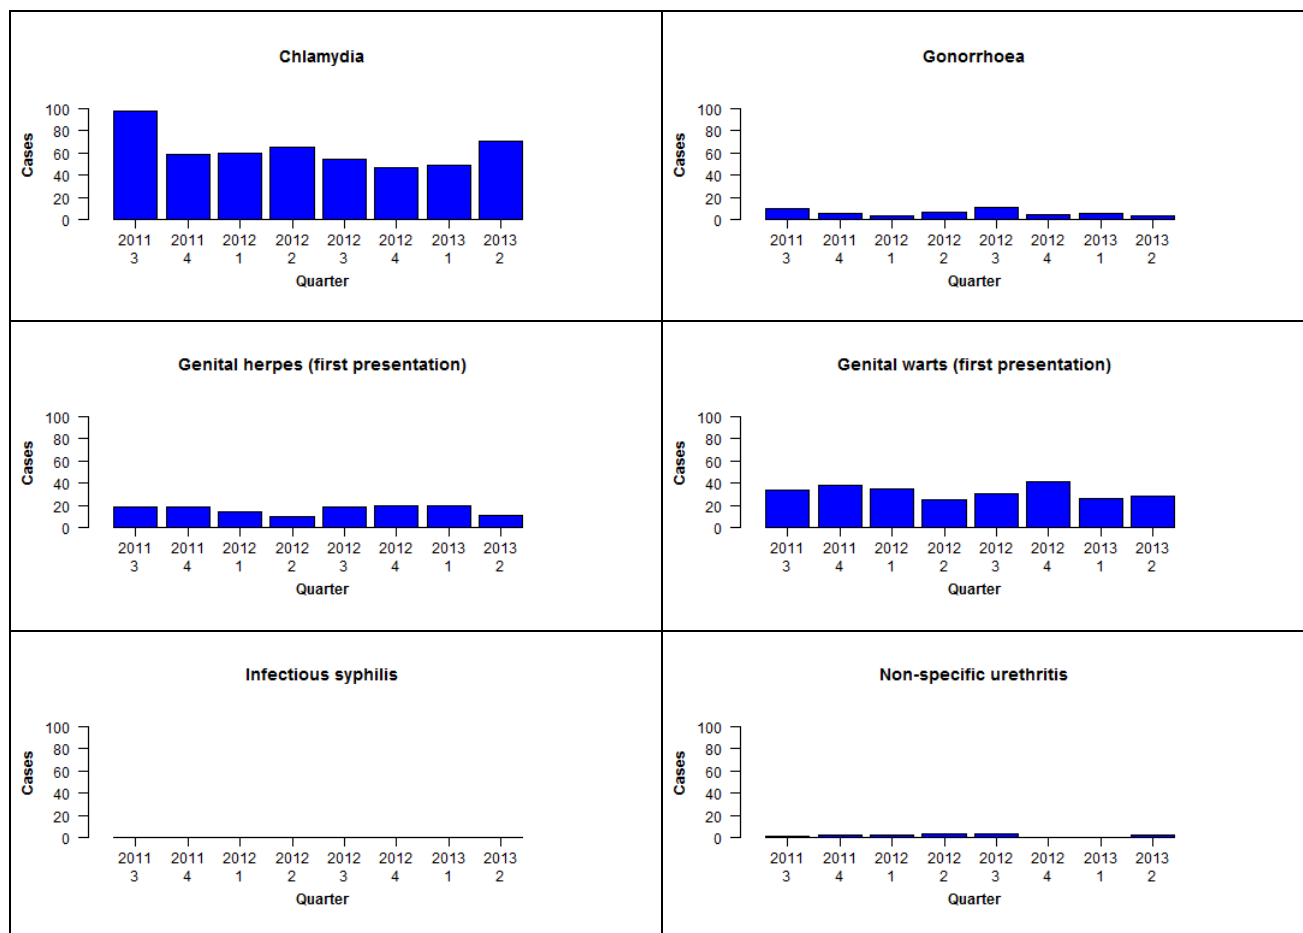 Chlamydia
Cases
100
80
60
40
20
0
2011 2011 2012 2012 2012 2012 2013 2013
3 4 1 2 3 4 1 2
Quarter
Gonorrhoea
Cases
100
80
60
40
20
0
2011 2011 2012 2012 2012 2012 2013 2013
3 4 1 2 3 4 1 2
Quarter
Genital herpes (first presentation)
Cases
100
80
60
40
20
0
2011 2011 2012 2012 2012 2012 2013 2013
3 4 1 2 3 4 1 2
Quarter
Genital warts (first presentation)
Cases
100
80
60
40
20
0
2011 2011 2012 2012 2012 2012 2013 2013
3 4 1 2 3 4 1 2
Quarter
Infectious syphilis
Cases
100
80
60
40
20
0
2011 2011 2012 2012 2012 2012 2013 2013
3 4 1 2 3 4 1 2
Quarter
Non-specific urethritis
Cases
100
80
60
40
20
0
2011 2011 2012 2012 2012 2012 2013 2013
3 4 1 2 3 4 1 2
Quarter